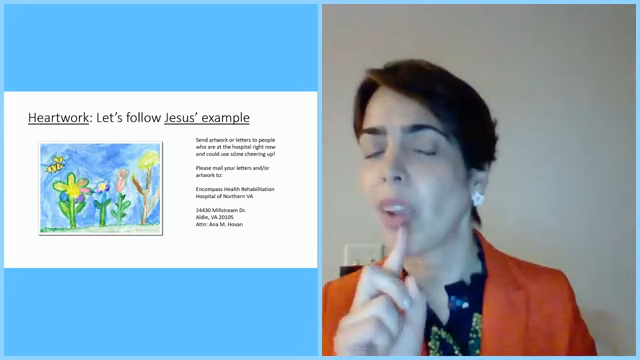 Heartwork: Let's follow Jesus' example
Send artwork or letters to people
who are at the hospital right now
and could use some cheering up!
Please mail your letters and/or
artwork to:
Encompass Health Rehabilitation
Hospital of Northern VA
24430 Millstream Dr.
Aldie, VA 20105
Attn: Ana M. Hovan